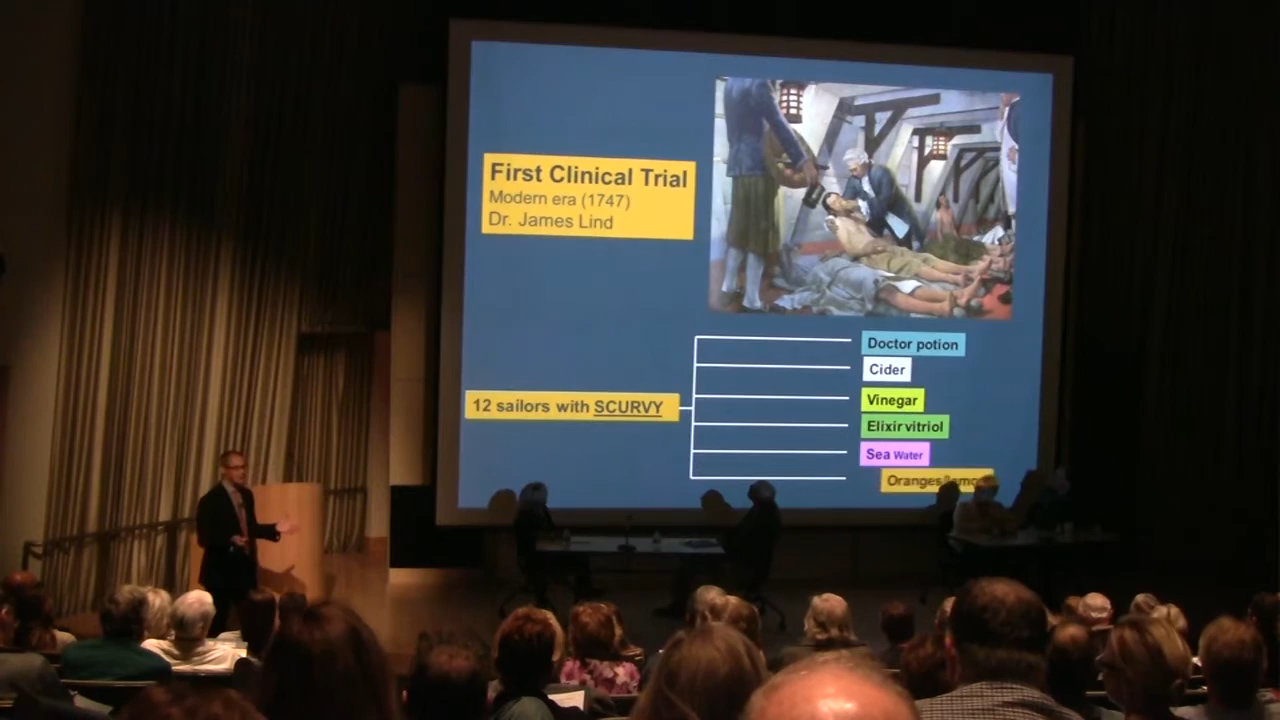 First Clinical Trial
Modern era (1747)
Dr. James Lind
12 sailors with SCURVY
Doctor potion
Cider
Vinegar
Elixir vitriol
Sea Water